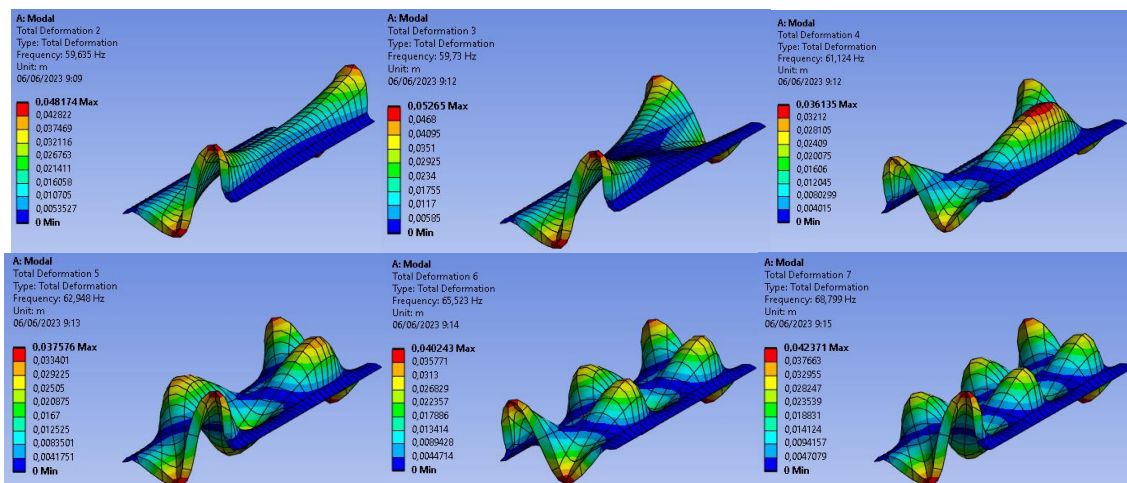 A: Modal
Total Deformation 2
Type: Total Deformation
Frequency: 59,635 Hz
Unit: m
06/06/2023 9:09
0,048174 Max
0,042822
0,037469
0,032116
0,026763
0,021411
0,016058
0,010705
0,0053527
0 Min
A: Modal
Total Deformation 3
Type: Total Deformation
Frequency: 59,73 Hz
Unit: m
06/06/2023 9:12
0,05265 Max
0,0468
0,04095
0,0351
0,02925
0,0234
0,01755
0,0117
0,00585
0 Min
A: Modal
Total Deformation 4
Type: Total Deformation
Frequency: 61,124 Hz
Unit: m
06/06/2023 9:12
0,036135 Max
0,03212
0,028105
0,02409
0,020075
0,01606
0,012045
0,0080299
0,004015
0 Min
A: Modal
Total Deformation 5
Type: Total Deformation
Frequency: 62,948 Hz
Unit: m
06/06/2023 9:13
0,037576 Max
0,033401
0,029225
0,02505
0,020875
0,0167
0,012525
0,0083501
0,0041751
0 Min
A: Modal
Total Deformation 6
Type: Total Deformation
Frequency: 65,523 Hz
Unit: m
06/06/2023 9:14
0,040243 Max
0,035771
0,0313
0,026829
0,022357
0,017886
0,013414
0,0089428
0,0044714
0 Min
A: Modal
Total Deformation 7
Type: Total Deformation
Frequency: 68,799 Hz
Unit: m
06/06/2023 9:15
0,042371 Max
0,037663
0,032955
0,028247
0,023539
0,018831
0,014124
0,0094157
0,0047079
0 Min